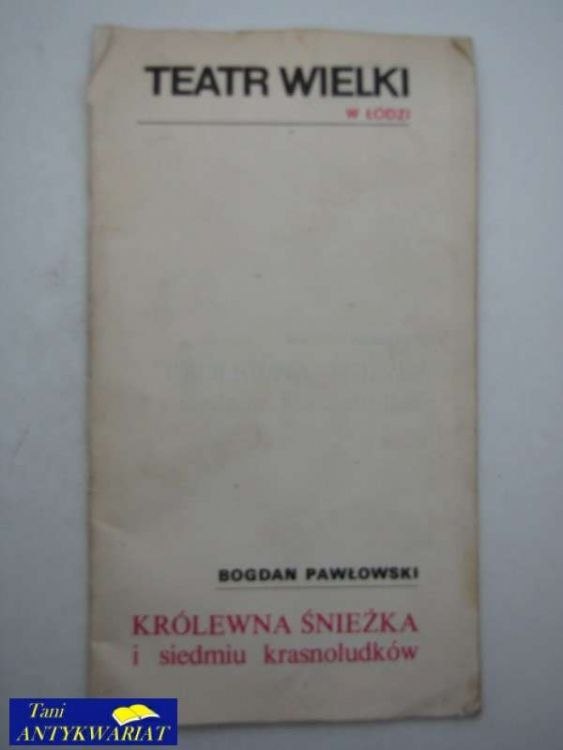 TEATR WIELKI
W ŁODZI
BOGDAN PAWŁOWSKI
KRÓLEWNA ŚNIEŻKA
i siedmiu krasnoludków
Tani
ANTYKWARIAT